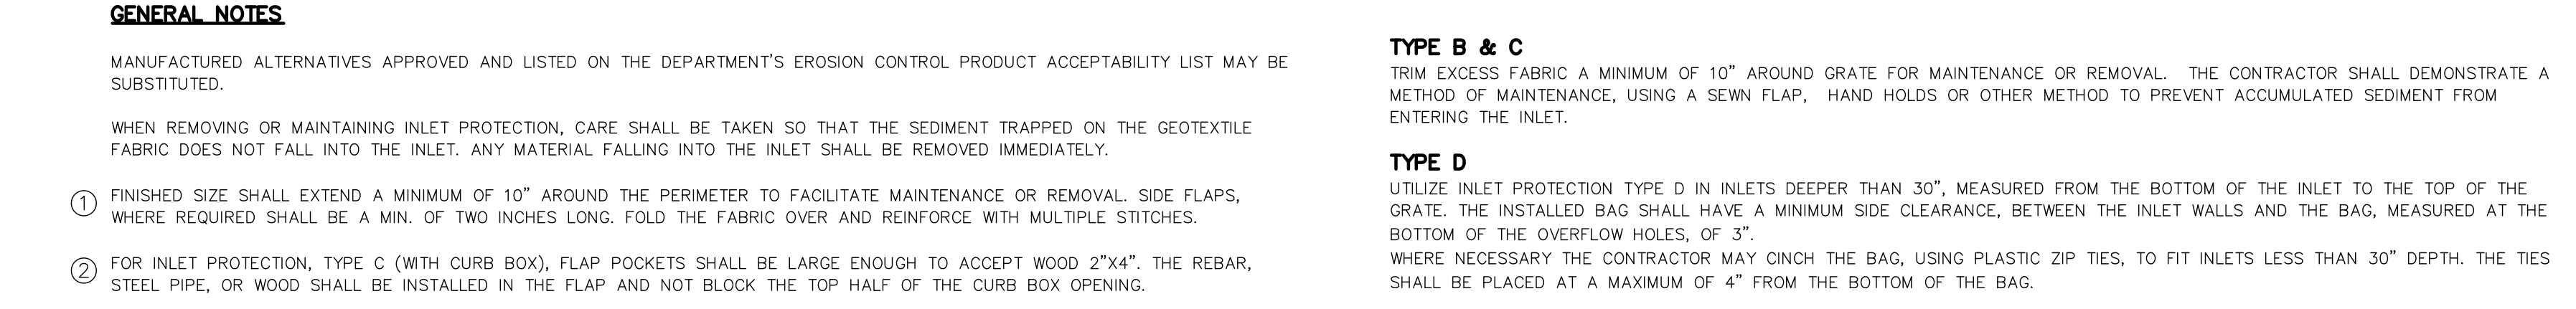 GENERAL NOTES
MANUFACTURED ALTERNATIVES APPROVED AND LISTED ON THE DEPARTMENT'S EROSION CONTROL PRODUCT ACCEPTABILITY LIST MAY BE
SUBSTITUTED.
WHEN REMOVING OR MAINTAINING INLET PROTECTION, CARE SHALL BE TAKEN SO THAT THE SEDIMENT TRAPPED ON THE GEOTEXTILE
FABRIC DOES NOT FALL INTO THE INLET. ANY MATERIAL FALLING INTO THE INLET SHALL BE REMOVED IMMEDIATELY.
① FINISHED SIZE SHALL EXTEND A MINIMUM OF 10" AROUND THE PERIMETER TO FACILITATE MAINTENANCE OR REMOVAL. SIDE FLAPS,
WHERE REQUIRED SHALL BE A MIN. OF TWO INCHES LONG. FOLD THE FABRIC OVER AND REINFORCE WITH MULTIPLE STITCHES.
② FOR INLET PROTECTION, TYPE C (WITH CURB BOX), FLAP POCKETS SHALL BE LARGE ENOUGH TO ACCEPT WOOD 2"X4". THE REBAR,
STEEL PIPE, OR WOOD SHALL BE INSTALLED IN THE FLAP AND NOT BLOCK THE TOP HALF OF THE CURB BOX OPENING.
TYPE B & C
TRIM EXCESS FABRIC A MINIMUM OF 10" AROUND GRATE FOR MAINTENANCE OR REMOVAL. THE CONTRACTOR SHALL DEMONSTRATE A
METHOD OF MAINTENANCE, USING A SEWN FLAP, HAND HOLDS OR OTHER METHOD TO PREVENT ACCUMULATED SEDIMENT FROM
ENTERING THE INLET.
TYPE D
UTILIZE INLET PROTECTION TYPE D IN INLETS DEEPER THAN 30", MEASURED FROM THE BOTTOM OF THE INLET TO THE TOP OF THE
GRATE. THE INSTALLED BAG SHALL HAVE A MINIMUM SIDE CLEARANCE, BETWEEN THE INLET WALLS AND THE BAG, MEASURED AT THE
BOTTOM OF THE OVERFLOW HOLES, OF 3".
WHERE NECESSARY THE CONTRACTOR MAY CINCH THE BAG, USING PLASTIC ZIP TIES, TO FIT INLETS LESS THAN 30" DEPTH. THE TIES
SHALL BE PLACED AT A MAXIMUM OF 4" FROM THE BOTTOM OF THE BAG.